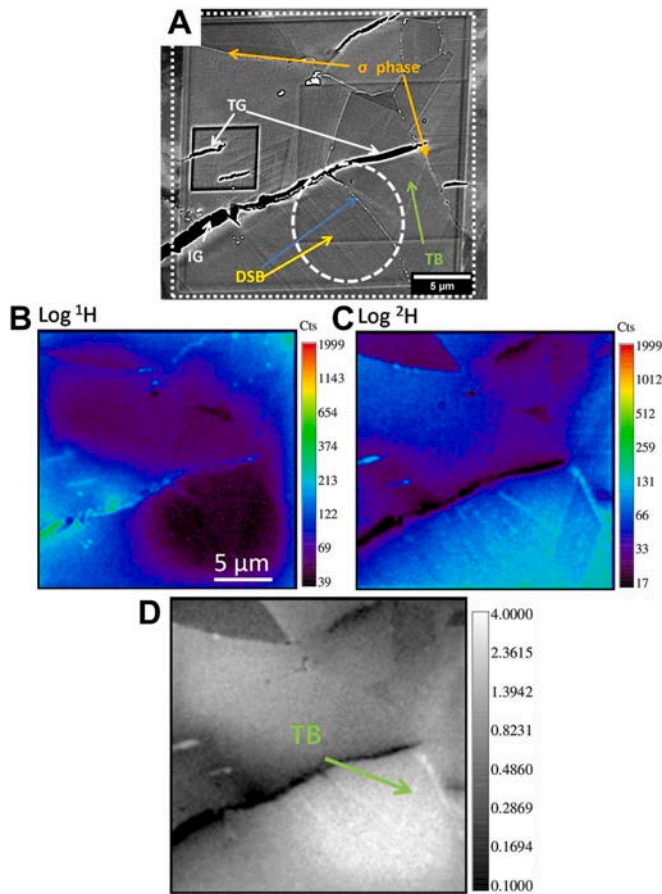 A
σ phase
TG
IG
DSB
TB
5 µm
B Log ¹H
Cts
1999
1143
654
374
213
122
69
39
5 µm
C Log ²H
Cts
1999
1012
512
259
131
66
33
17
D
4.0000
2.3615
1.3942
0.8231
0.4860
0.2869
0.1694
0.1000
TB